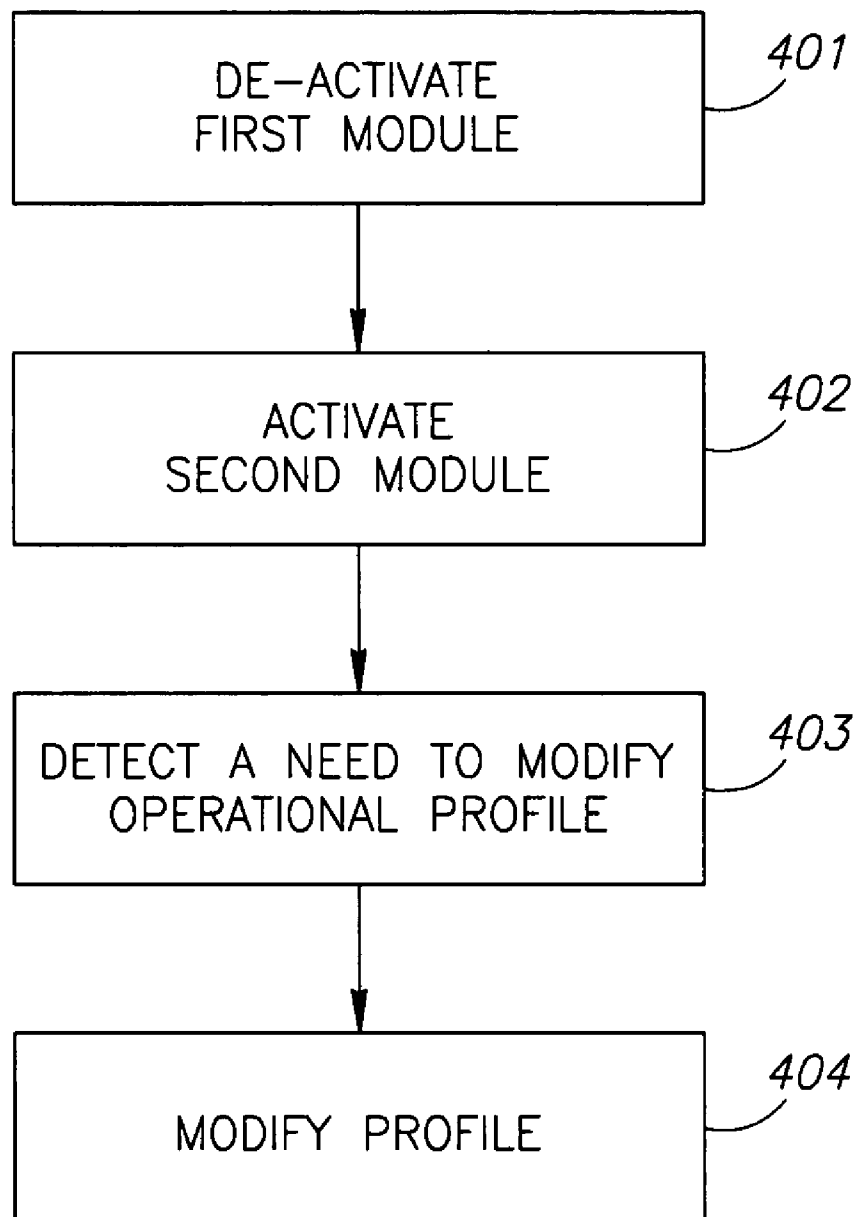 DE-ACTIVATE
FIRST MODULE
401
ACTIVATE
SECOND MODULE
402
DETECT A NEED TO MODIFY
OPERATIONAL PROFILE
403
MODIFY PROFILE
404